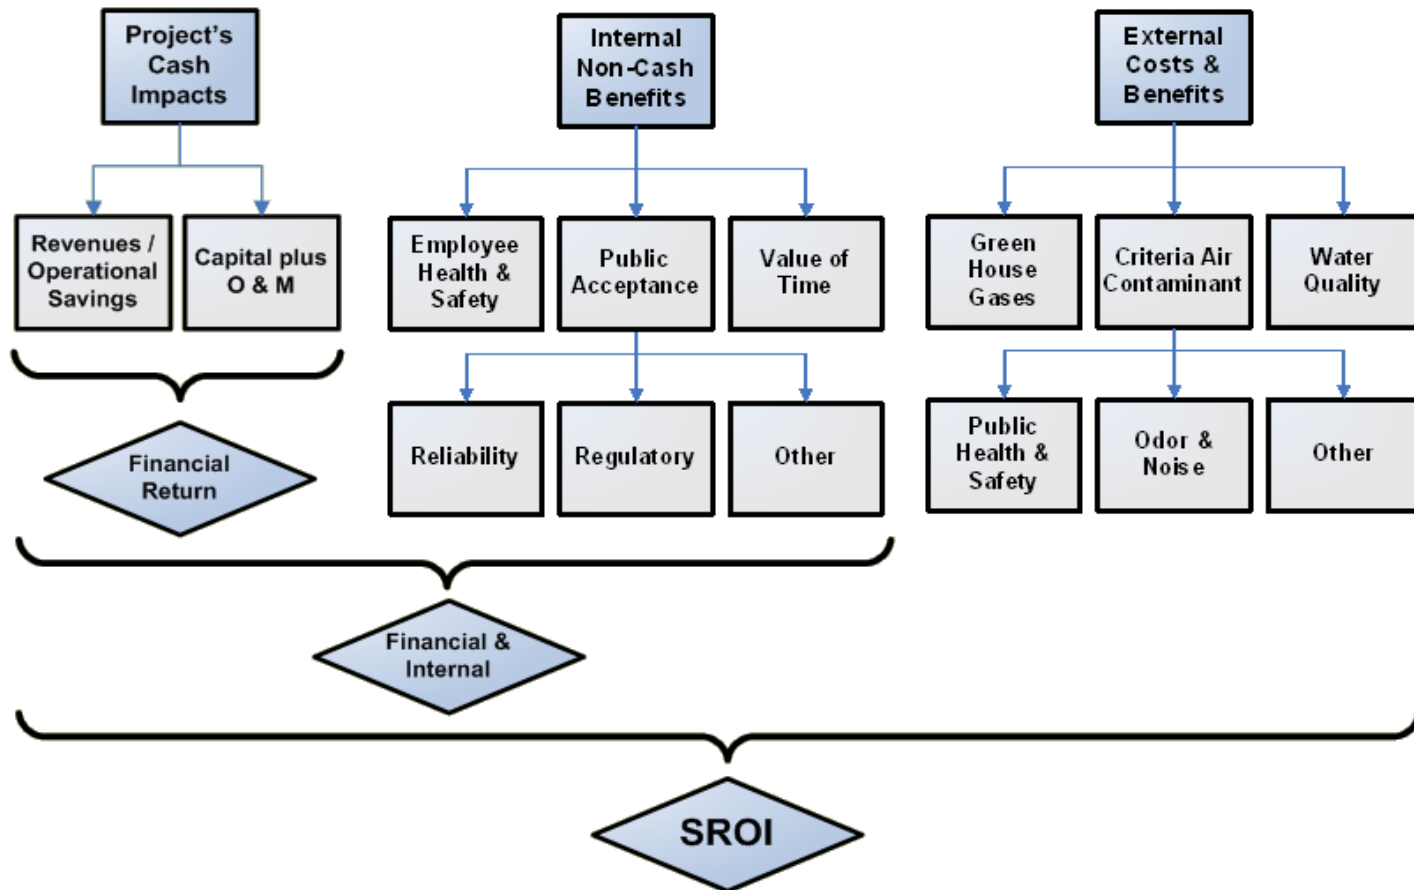 Project's
Cash
Impacts
Internal
Non-Cash
Benefits
External
Costs &
Benefits
Revenues /
Operational
Savings
Capital plus
O & M
Employee
Health &
Safety
Public
Acceptance
Value of
Time
Green
House
Gases
Criteria Air
Contaminant
Water
Quality
Reliability
Regulatory
Other
Public
Health &
Safety
Odor &
Noise
Other
Financial
Return
Financial &
Internal
SROI